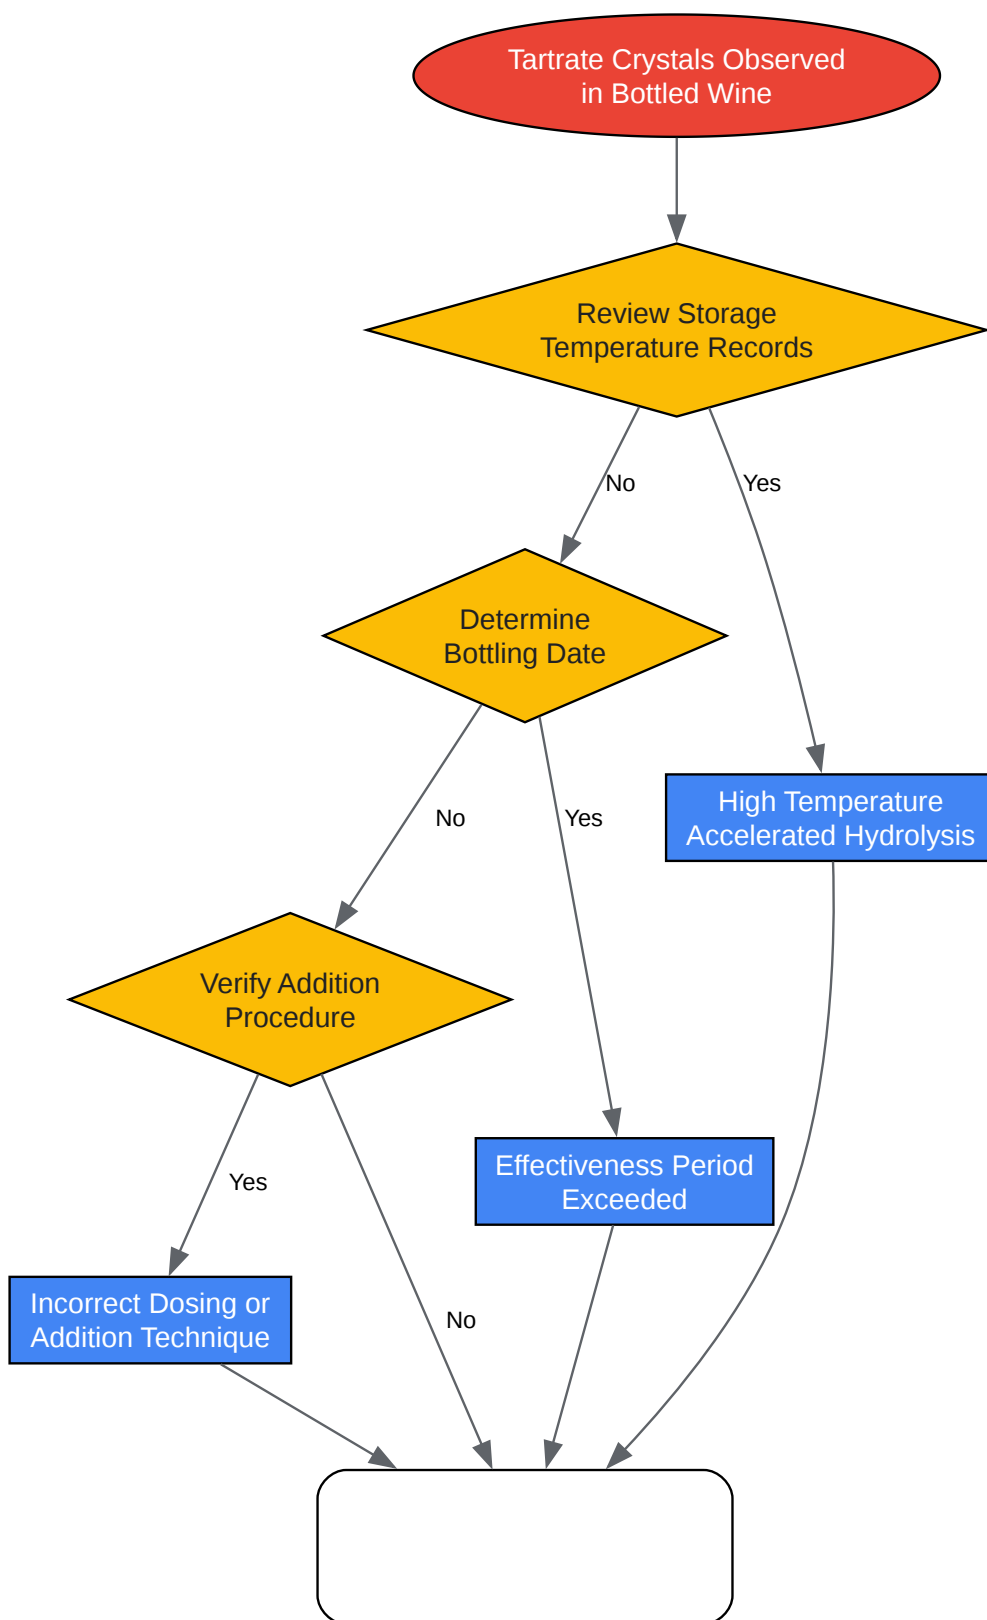 Tartrate Crystals Observed
in Bottled Wine
Review Storage
Temperature Records
No
Yes
Determine
Bottling Date
No
Yes
High Temperature
Accelerated Hydrolysis
Verify Addition
Procedure
Yes
No
Effectiveness Period
Exceeded
Incorrect Dosing or
Addition Technique